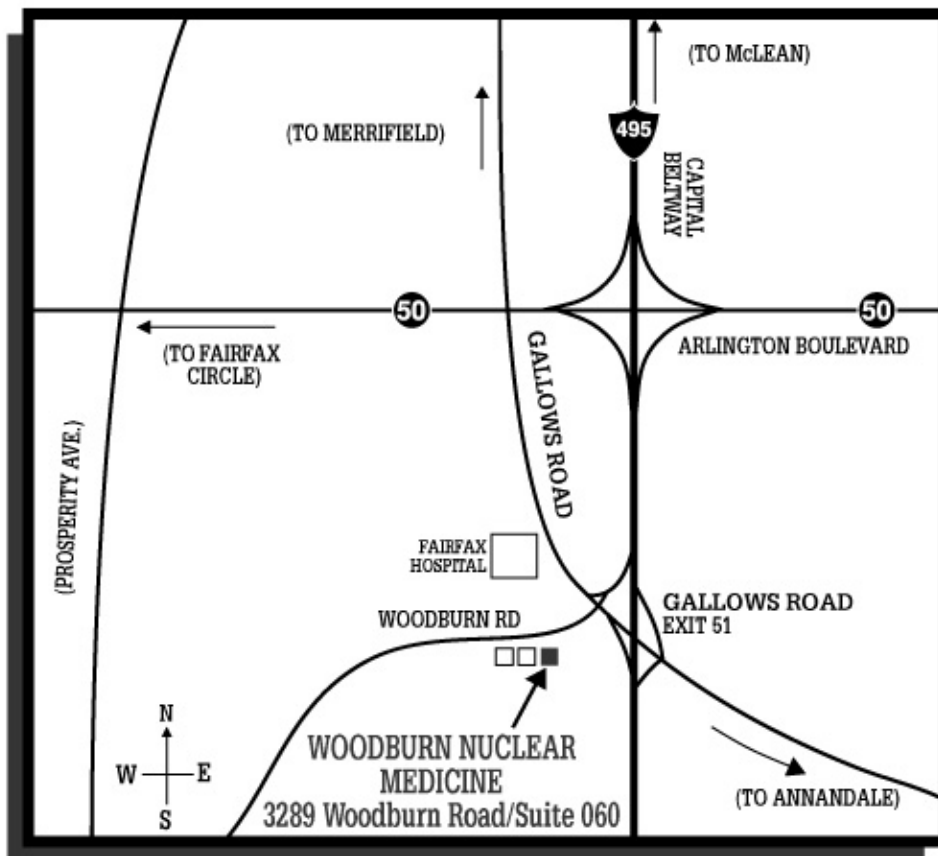 (TO McLEAN)
(TO MERRIFIELD)
495
CAPITAL
BELTWAY
50
50
(TO FAIRFAX
CIRCLE)
ARLINGTON BOULEVARD
GALLOWS ROAD
(PROSPERITY AVE.)
FAIRFAX
HOSPITAL
GALLOWS ROAD
EXIT 51
WOODBURN RD
N
W
E
S
WOODBURN NUCLEAR
MEDICINE
3289 Woodburn Road/Suite 060
(TO ANNANDALE)